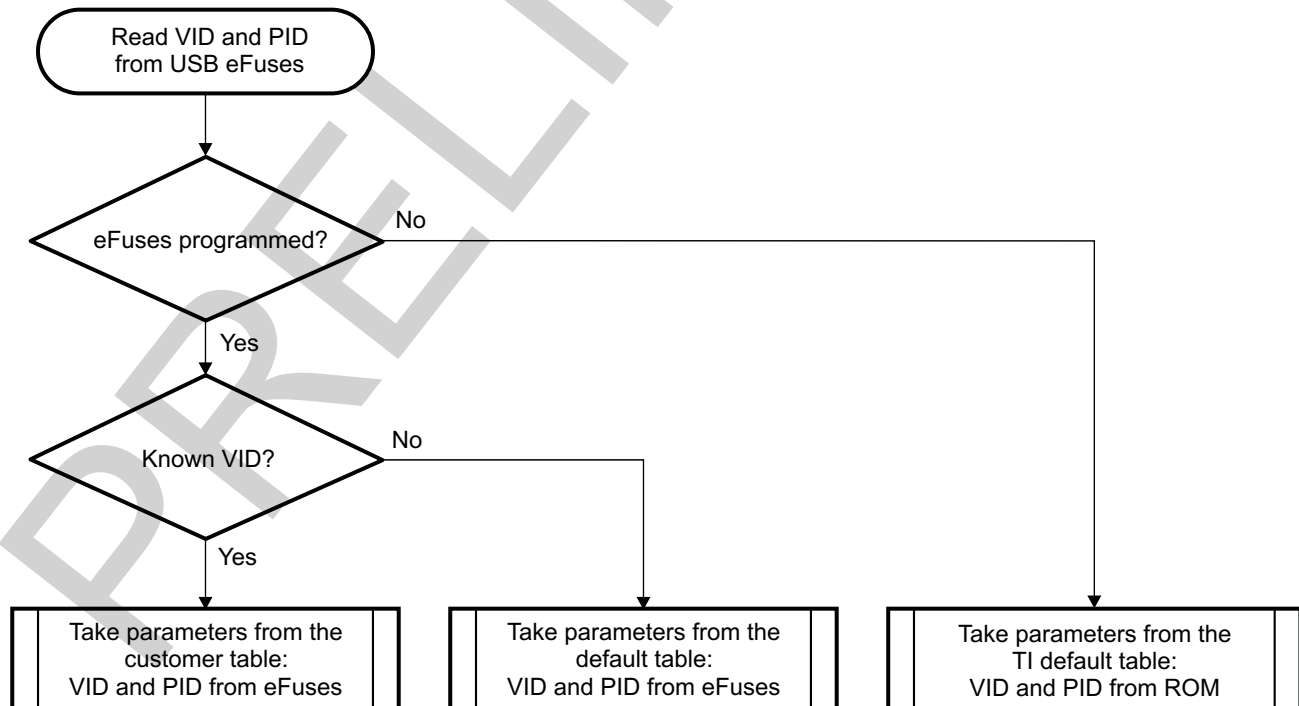 Read VID and PID
from USB eFuses
eFuses programmed?
No
Yes
Known VID?
No
Yes
Take parameters from the
customer table:
VID and PID from eFuses
Take parameters from the
default table:
VID and PID from eFuses
Take parameters from the
TI default table:
VID and PID from ROM